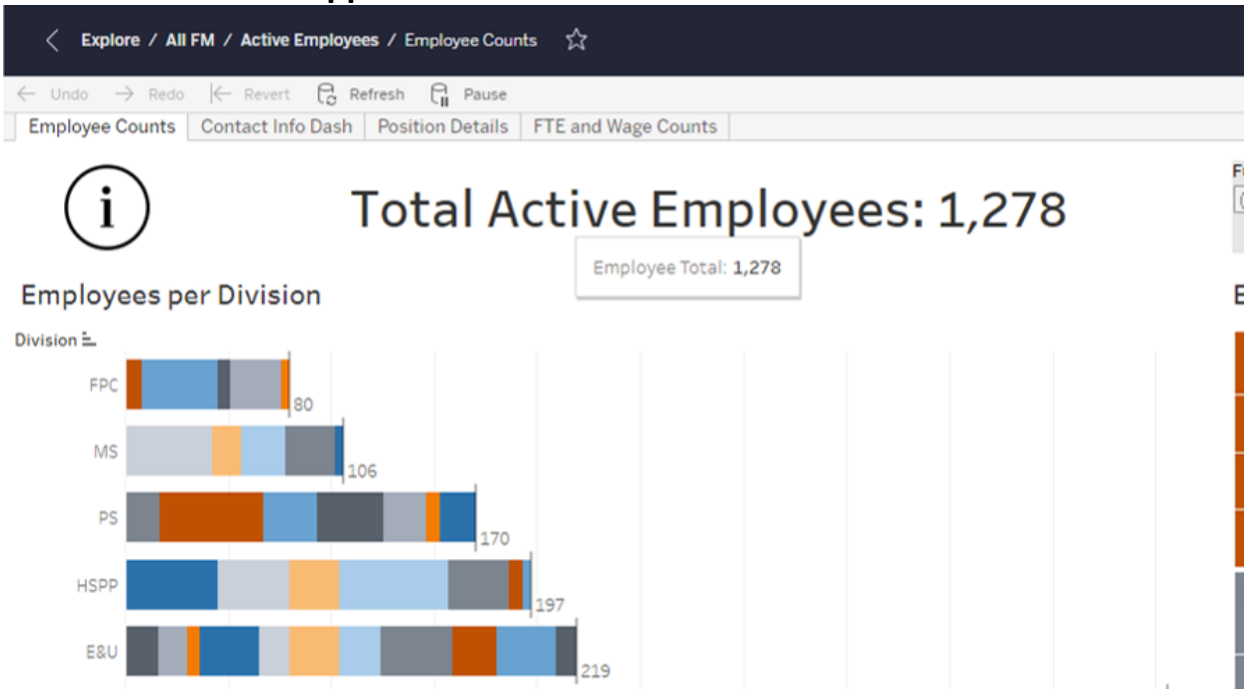 Explore / All FM / Active Employees / Employee Counts
Undo Redo Revert Refresh Pause
Employee Counts Contact Info Dash Position Details FTE and Wage Counts
i
Total Active Employees: 1,278
Employee Total: 1,278
Employees per Division
Division
FPC
80
MS
106
PS
170
HSPP
197
E&U
219